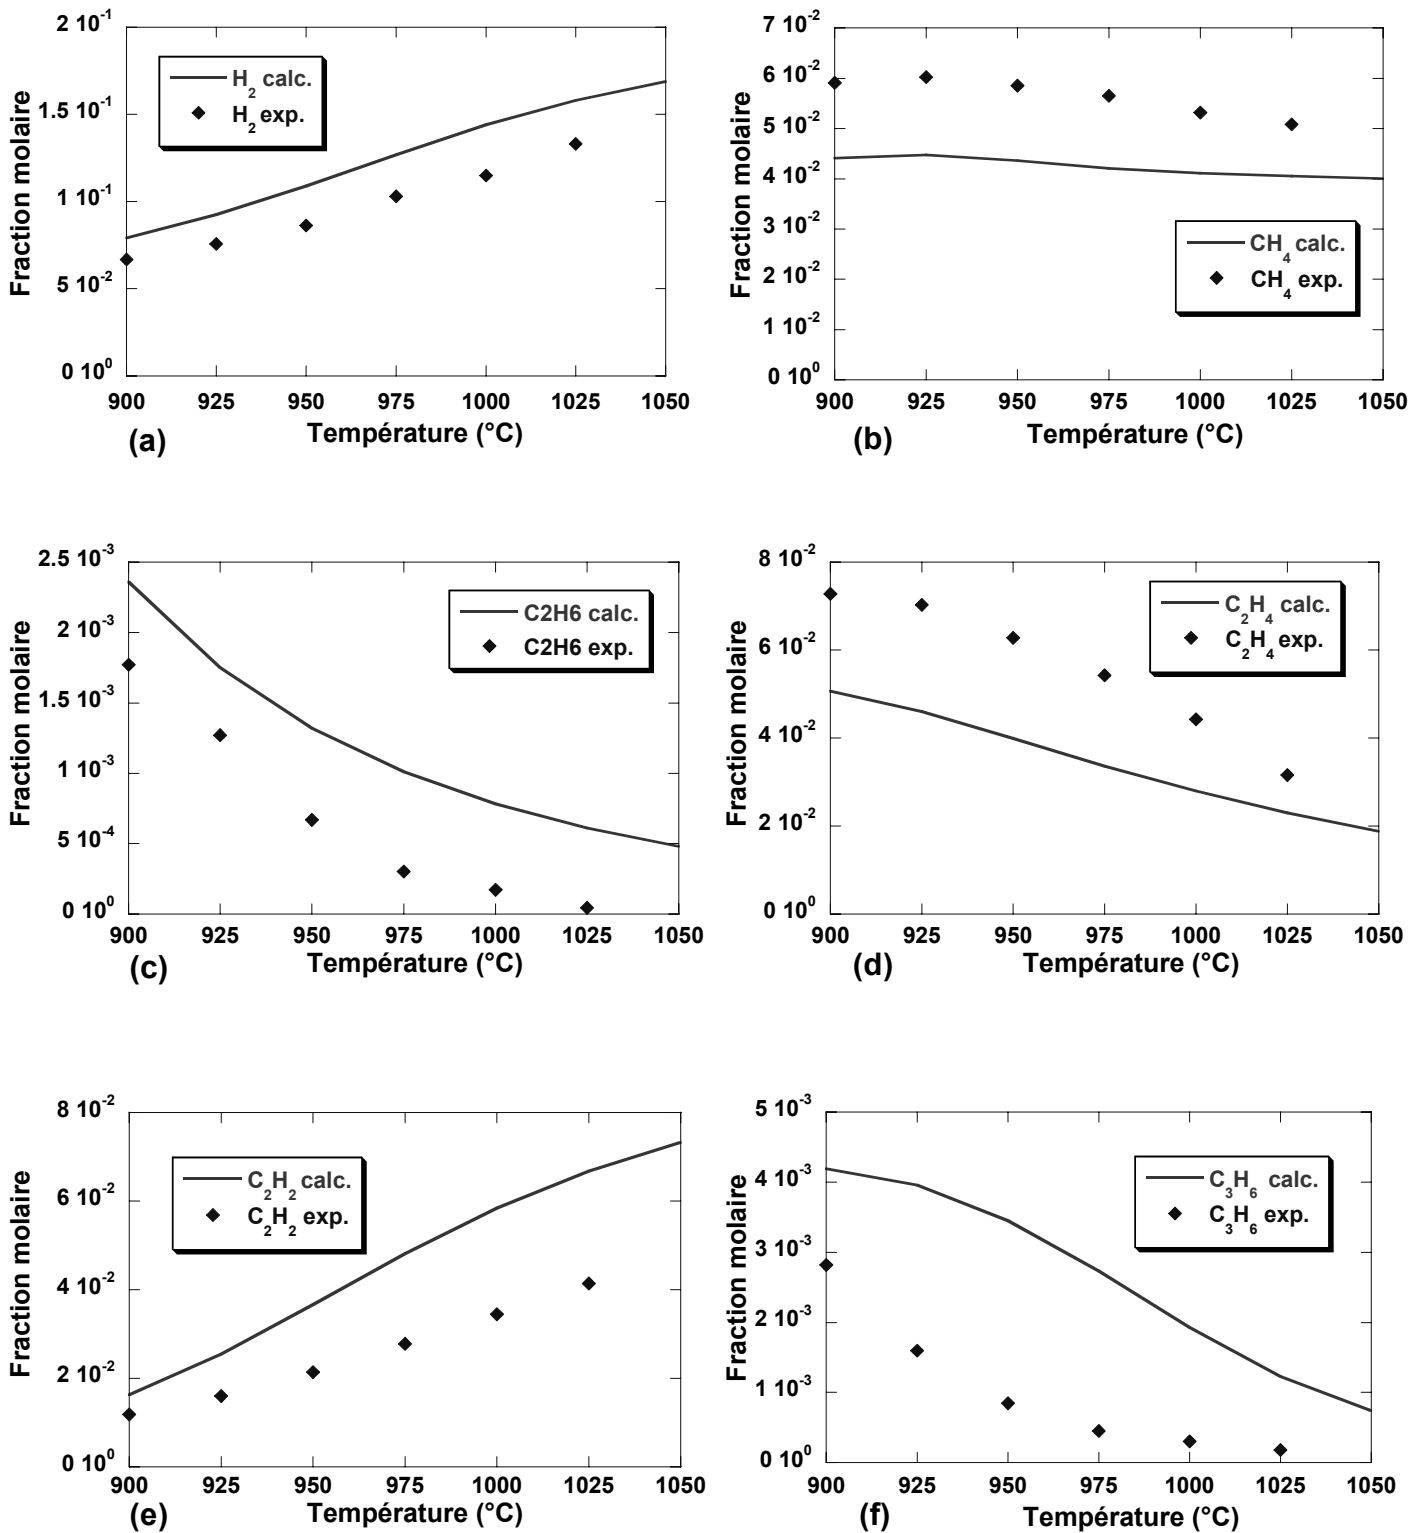 2 10⁻¹
1.5 10⁻¹
1 10⁻¹
5 10⁻²
0 10⁰
Fraction molaire
H₂ calc.
H₂ exp.
900 925 950 975 1000 1025 1050
(a) Température (°C)
7 10⁻²
6 10⁻²
5 10⁻²
4 10⁻²
3 10⁻²
2 10⁻²
1 10⁻²
0 10⁰
Fraction molaire
CH₄ calc.
CH₄ exp.
900 925 950 975 1000 1025 1050
(b) Température (°C)
2.5 10⁻³
2 10⁻³
1.5 10⁻³
1 10⁻³
5 10⁻⁴
0 10⁰
Fraction molaire
C2H6 calc.
C2H6 exp.
900 925 950 975 1000 1025 1050
(c) Température (°C)
8 10⁻²
6 10⁻²
4 10⁻²
2 10⁻²
0 10⁰
Fraction molaire
C₂H₄ calc.
C₂H₄ exp.
900 925 950 975 1000 1025 1050
(d) Température (°C)
8 10⁻²
6 10⁻²
4 10⁻²
2 10⁻²
0 10⁰
Fraction molaire
C₂H₂ calc.
C₂H₂ exp.
900 925 950 975 1000 1025 1050
(e) Température (°C)
5 10⁻³
4 10⁻³
3 10⁻³
2 10⁻³
1 10⁻³
0 10⁰
Fraction molaire
C₃H₆ calc.
C₃H₆ exp.
900 925 950 975 1000 1025 1050
(f) Température (°C)